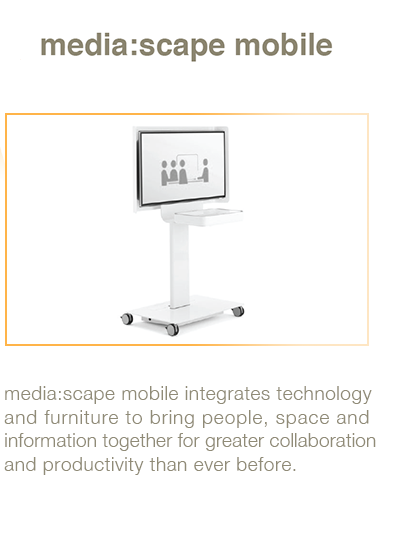 media:scape mobile
media:scape mobile integrates technology
and furniture to bring people, space and
information together for greater collaboration
and productivity than ever before.